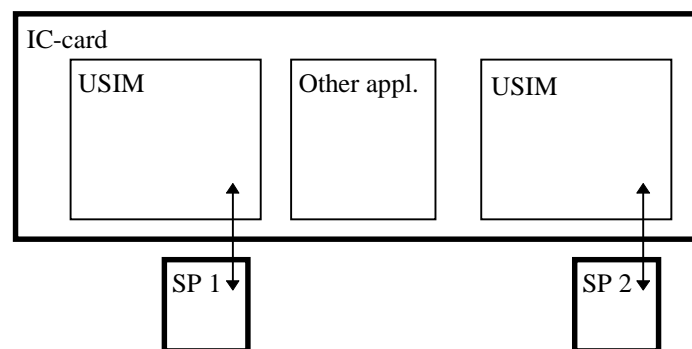 IC-card
USIM
Other appl.
USIM
SP 1
SP 2